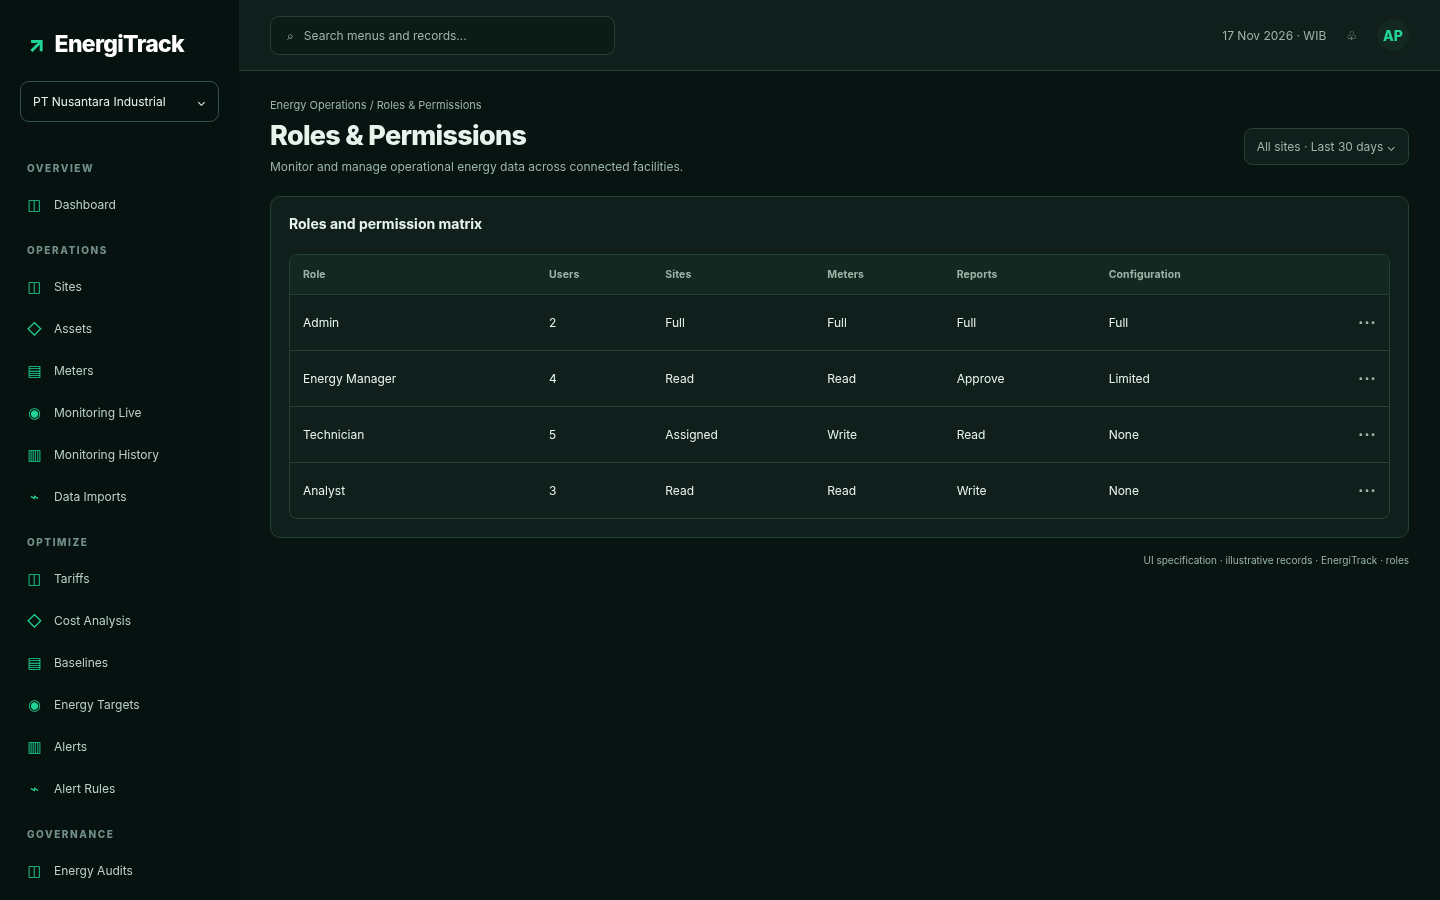 EnergiTrack
PT Nusantara Industrial
OVERVIEW
Dashboard
OPERATIONS
Sites
Assets
Meters
Monitoring Live
Monitoring History
Data Imports
OPTIMIZE
Tariffs
Cost Analysis
Baselines
Energy Targets
Alerts
Alert Rules
GOVERNANCE
Energy Audits
Search menus and records...
17 Nov 2026 · WIB
AP
Energy Operations / Roles & Permissions
Roles & Permissions
Monitor and manage operational energy data across connected facilities.
All sites · Last 30 days
Roles and permission matrix
Role Users Sites Meters Reports Configuration
Admin 2 Full Full Full Full
Energy Manager 4 Read Read Approve Limited
Technician 5 Assigned Write Read None
Analyst 3 Read Read Write None
UI specification · illustrative records · EnergiTrack · roles